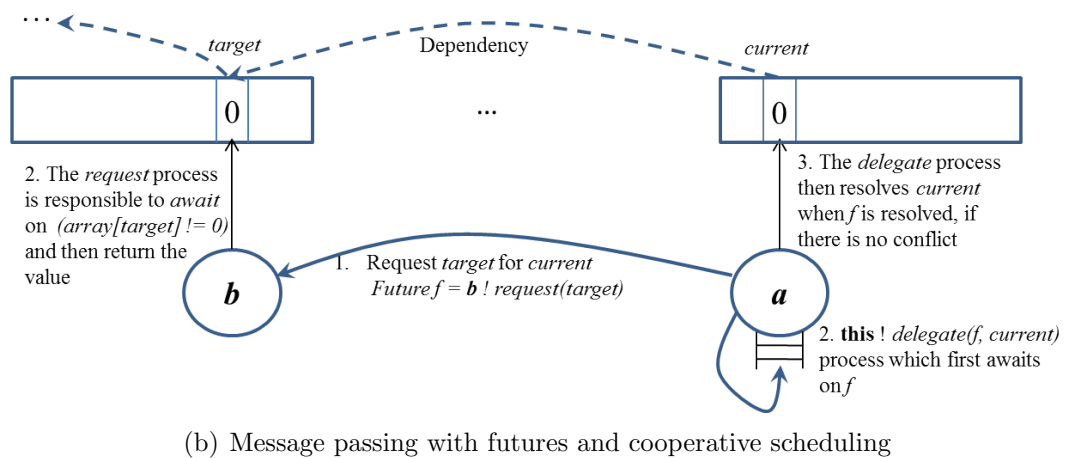 ...
target
Dependency
current
0
...
0
2. The request process
is responsible to await
on (array[target] != 0)
and then return the
value
3. The delegate process
then resolves current
when f is resolved, if
there is no conflict
1. Request target for current
Future f = b ! request(target)
b
a
2. this ! delegate(f, current)
process which first awaits
on f
(b) Message passing with futures and cooperative scheduling